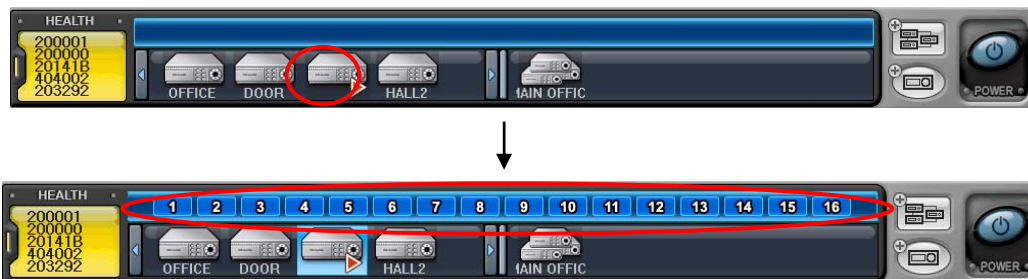 HEALTH
200001
200000
20141B
404002
203292
OFFICE DOOR HALL2 IAIN OFFIC
POWER
HEALTH
1 2 3 4 5 6 7 8 9 10 11 12 13 14 15 16
200001
200000
20141B
404002
203292
OFFICE DOOR HALL2 IAIN OFFIC
POWER